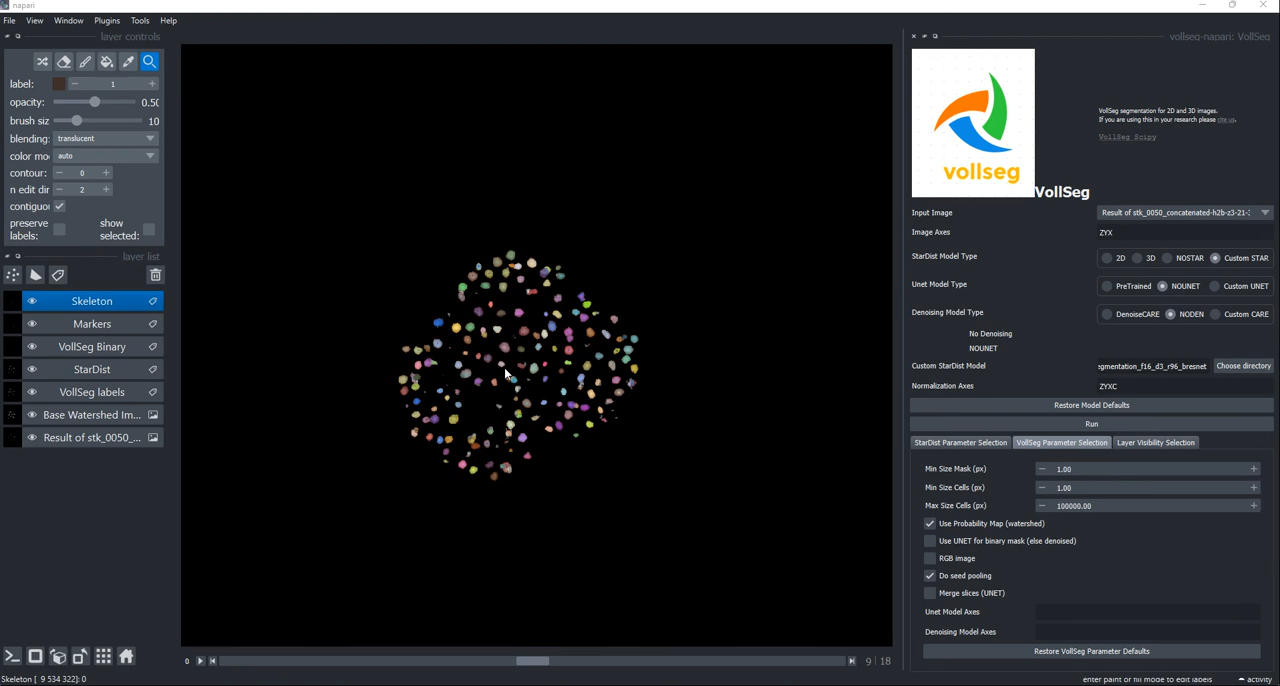 napari
File View Window Plugins Tools Help
layer controls
label: 1
opacity: 0.5(
brush siz 10
blending: translucent
color mo auto
contour: 0
n edit dir 2
contiguou
preserve labels:
show selected:
layer list
Skeleton
Markers
VollSeg Binary
StarDist
VollSeg labels
Base Watershed Im...
Result of stk_0050_...
0 9 | 18
Skeleton [ 9 534 322]: 0
vollseg-napari: VollSeg
vollseg
VollSeg
VollSeg segmentation for 2D and 3D images.
If you are using this in your research please cite us.
VollSeg Scipy
Input Image Result of stk_0050_concatenated-h2b-z3-21-3
Image Axes ZYX
StarDist Model Type 2D 3D NOSTAR Custom STAR
Unet Model Type PreTrained NOUNET Custom UNET
Denoising Model Type DenoiseCARE NODEN Custom CARE
No Denoising
NOUNET
Custom StarDist Model egmentation_f16_d3_r96_bresnet Choose directory
Normalization Axes ZYXC
Restore Model Defaults
Run
StarDist Parameter Selection VollSeg Parameter Selection Layer Visibility Selection
Min Size Mask (px) 1.00
Min Size Cells (px) 1.00
Max Size Cells (px) 100000.00
Use Probability Map (watershed)
Use UNET for binary mask (else denoised)
RGB image
Do seed pooling
Merge slices (UNET)
Unet Model Axes
Denoising Model Axes
Restore VollSeg Parameter Defaults
enter paint or fill mode to edit labels activity